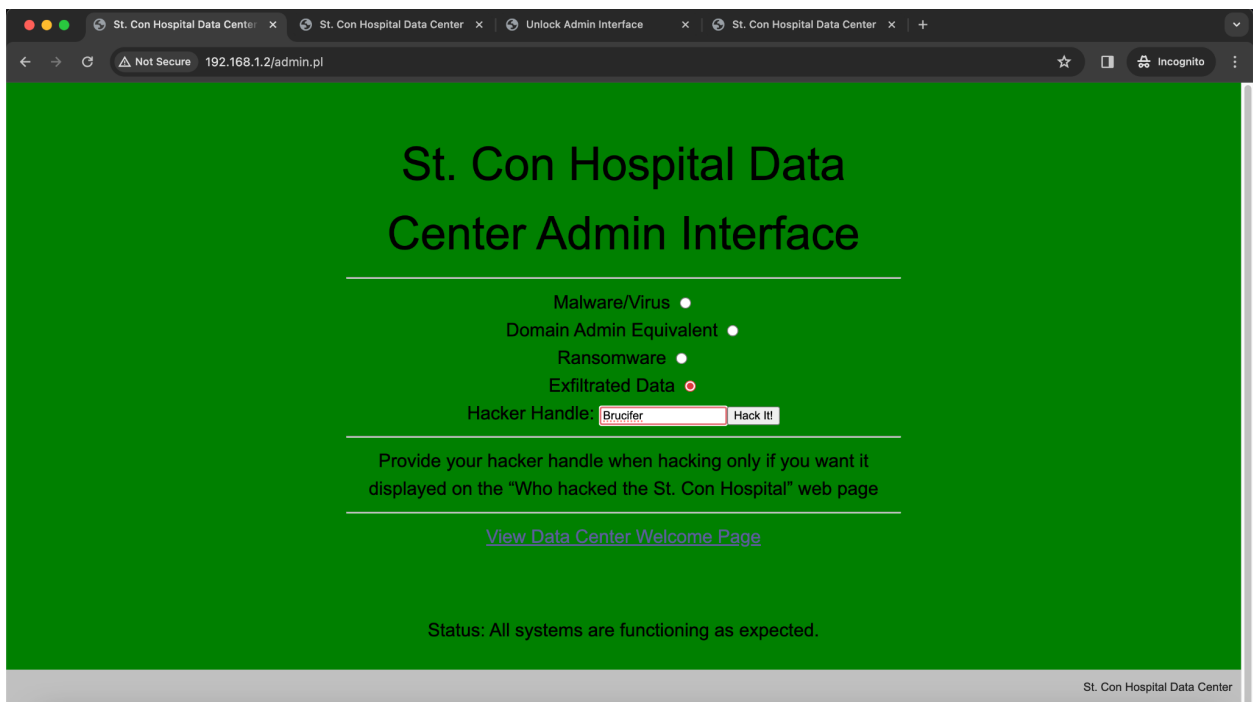 St. Con Hospital Data Center
St. Con Hospital Data Center
Unlock Admin Interface
St. Con Hospital Data Center
Not Secure 192.168.1.2/admin.pl
Incognito
St. Con Hospital Data
Center Admin Interface
Malware/Virus
Domain Admin Equivalent
Ransomware
Exfiltrated Data
Hacker Handle: Brucifer Hack It!
Provide your hacker handle when hacking only if you want it
displayed on the “Who hacked the St. Con Hospital” web page
View Data Center Welcome Page
Status: All systems are functioning as expected.
St. Con Hospital Data Center